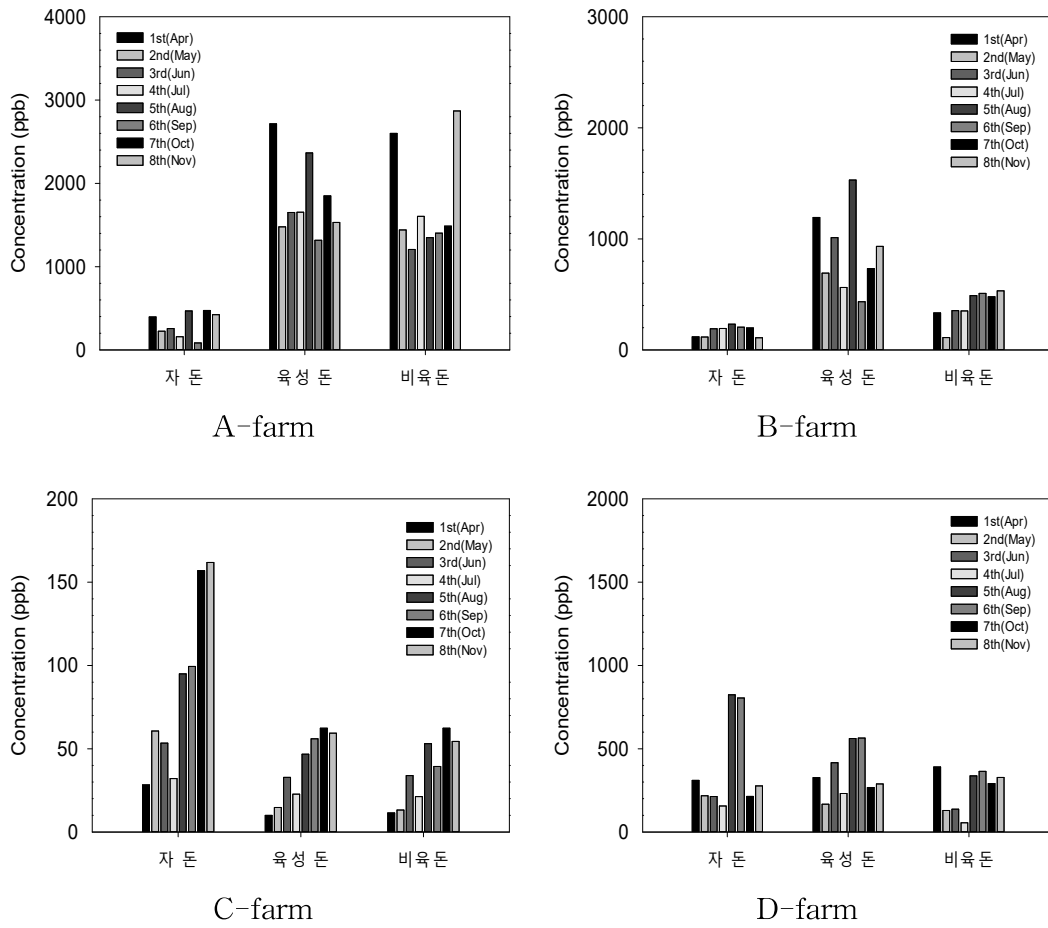 4000
3000
2000
1000
0
Concentration (ppb)
1st(Apr)
2nd(May)
3rd(Jun)
4th(Jul)
5th(Aug)
6th(Sep)
7th(Oct)
8th(Nov)
자 돈 육성 돈 비육돈
A-farm
3000
2000
1000
0
Concentration (ppb)
1st(Apr)
2nd(May)
3rd(Jun)
4th(Jul)
5th(Aug)
6th(Sep)
7th(Oct)
8th(Nov)
자 돈 육성 돈 비육돈
B-farm
200
150
100
50
0
Concentration (ppb)
1st(Apr)
2nd(May)
3rd(Jun)
4th(Jul)
5th(Aug)
6th(Sep)
7th(Oct)
8th(Nov)
자 돈 육성 돈 비육돈
C-farm
2000
1500
1000
500
0
Concentration (ppb)
1st(Apr)
2nd(May)
3rd(Jun)
4th(Jul)
5th(Aug)
6th(Sep)
7th(Oct)
8th(Nov)
자 돈 육성 돈 비육돈
D-farm